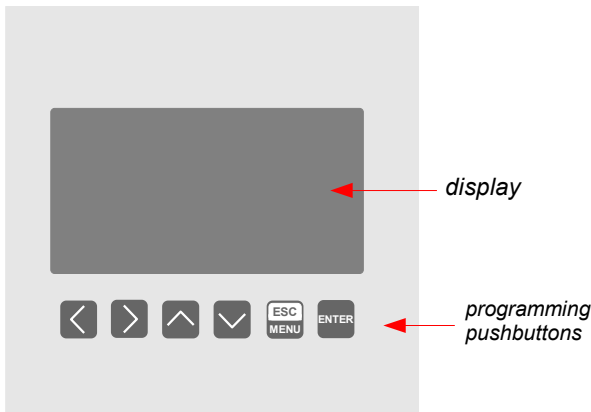 display
ESC
MENU
ENTER
programming
pushbuttons